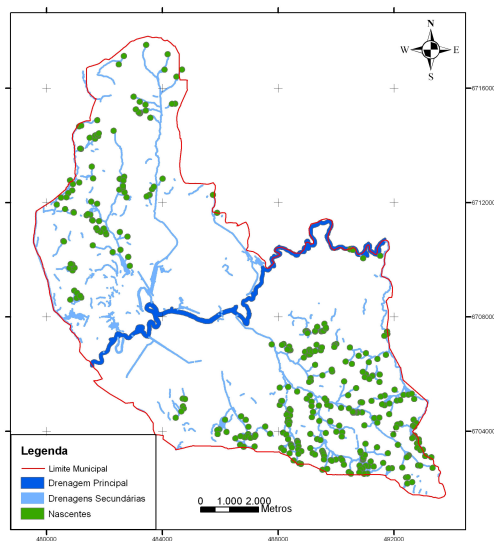 N
W E
S
6716000
6712000
6708000
6704000
Legenda
Limite Municipal
Drenagem Principal
Drenagens Secundárias
Nascentes
0 1.000 2.000
Metros
480000 484000 488000 492000